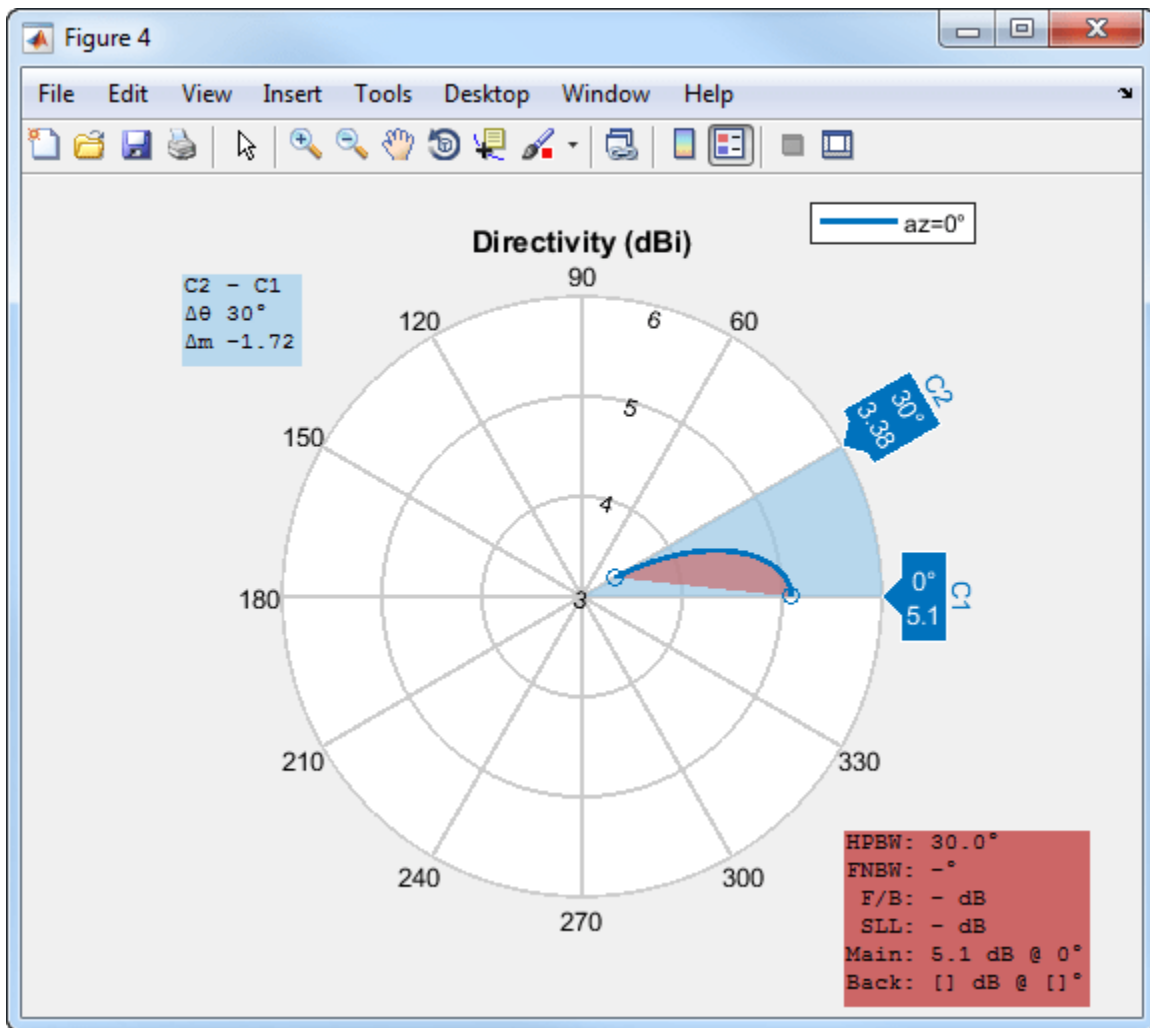 Figure 4
File Edit View Insert Tools Desktop Window Help
az=0°
Directivity (dBi)
C2 - C1
Δθ 30°
Δm -1.72
90
120
6
60
5
C2
30°
3.38
150
4
180
3
0°
5.1
C1
210
330
240
300
270
HPBW: 30.0°
FNBW: -°
F/B: - dB
SLL: - dB
Main: 5.1 dB @ 0°
Back: [] dB @ []°